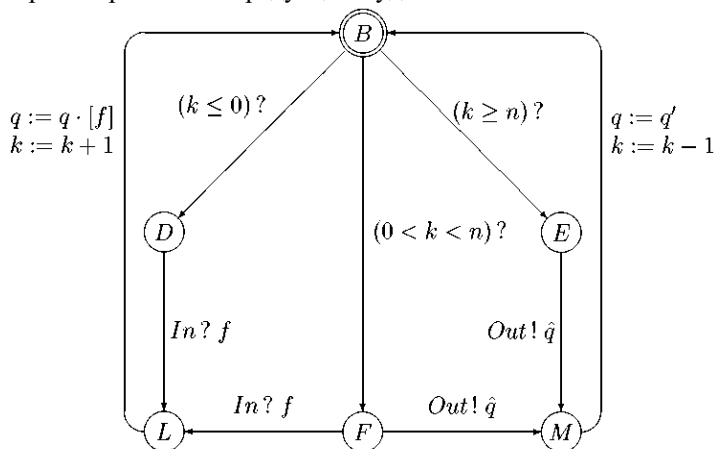 B
(k ≤ 0) ?
(k ≥ n) ?
q := q · [f]
k := k + 1
q := q′
k := k − 1
D
(0 < k < n) ?
E
In ? f
Out ! q̂
In ? f
Out ! q̂
L
F
M